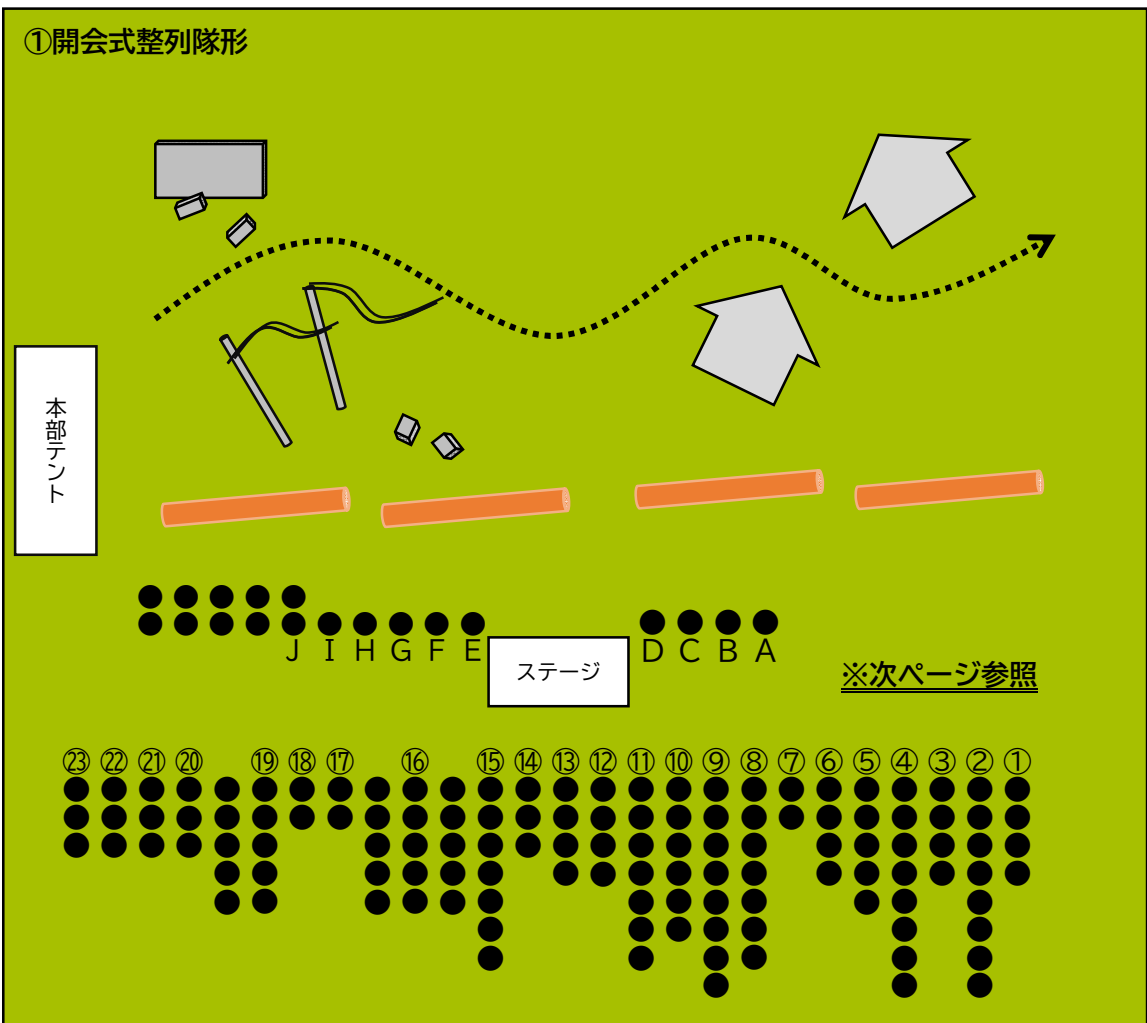 ①開会式整列隊形
本部テント
J I H G F E
D C B A
ステージ
※次ページ参照
㉓ ㉒ ㉑ ⑳ ⑲ ⑱ ⑰ ⑯ ⑮ ⑭ ⑬ ⑫ ⑪ ⑩ ⑨ ⑧ ⑦ ⑥ ⑤ ④ ③ ② ①